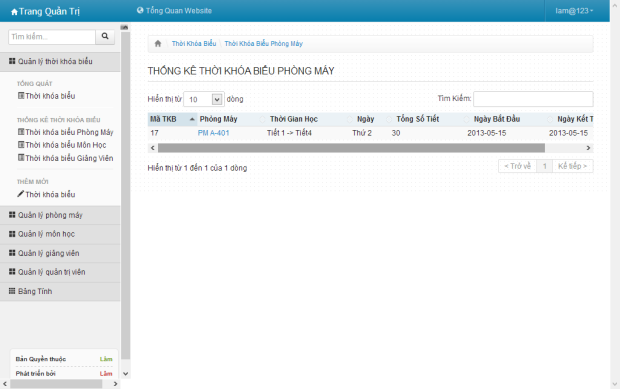 Trang Quản Trị
Tổng Quan Website
lam@123
Tìm Kiếm..
Quản lý thời khóa biểu
TỔNG QUÁT
Thời khóa biểu
THỐNG KÊ THỜI KHÓA BIỂU
Thời khóa biểu Phòng Máy
Thời khóa biểu Môn Học
Thời khóa biểu Giảng Viên
THÊM MỚI
Thời khóa biểu
Quản lý phòng máy
Quản lý môn học
Quản lý giảng viên
Quản lý quản trị viên
Bảng Tính
Bản Quyền thuộc Lâm
Phát triển bởi Lâm
Thời Khóa Biểu Thời Khóa Biểu Phòng Máy
THỐNG KÊ THỜI KHÓA BIỂU PHÒNG MÁY
Hiển thị từ 10 dòng Tìm Kiếm:
Mã TKB Phòng Máy Thời Gian Học Ngày Tổng Số Tiết Ngày Bắt Đầu Ngày Kết T
17 PM A-401 Tiết 1 -> Tiết4 Thứ 2 30 2013-05-15 2013-05-15
Hiển thị từ 1 đến 1 của 1 dòng
< Trở về 1 Kế tiếp >